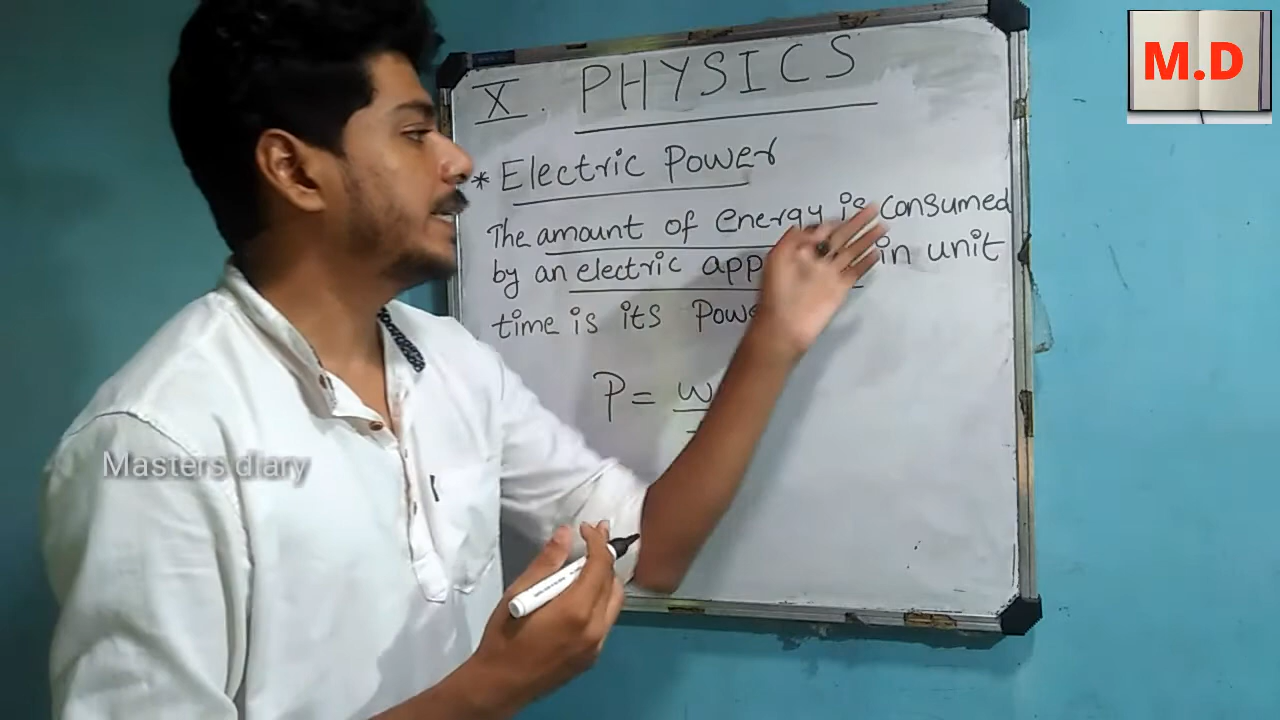 M.D
X. PHYSICS
* Electric Power
The amount of energy is consumed
by an electric in unit
time is its
P = w
Masters diary